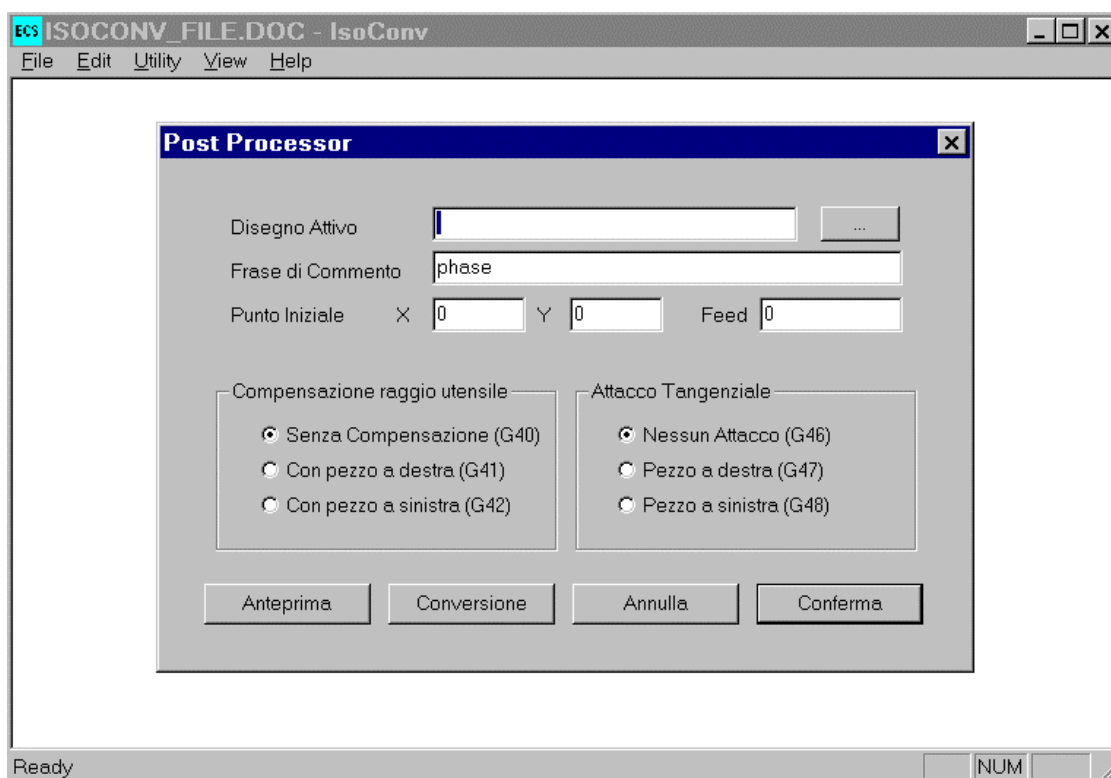 ECS ISOCONV_FILE.DOC - IsoConv
File Edit Utility View Help
Post Processor
Disegno Attivo ...
Frase di Commento phase
Punto Iniziale X 0 Y 0 Feed 0
Compensazione raggio utensile Attacco Tangenziale
Senza Compensazione (G40) Nessun Attacco (G46)
Con pezzo a destra (G41) Pezzo a destra (G47)
Con pezzo a sinistra (G42) Pezzo a sinistra (G48)
Anteprima Conversione Annulla Conferma
Ready NUM